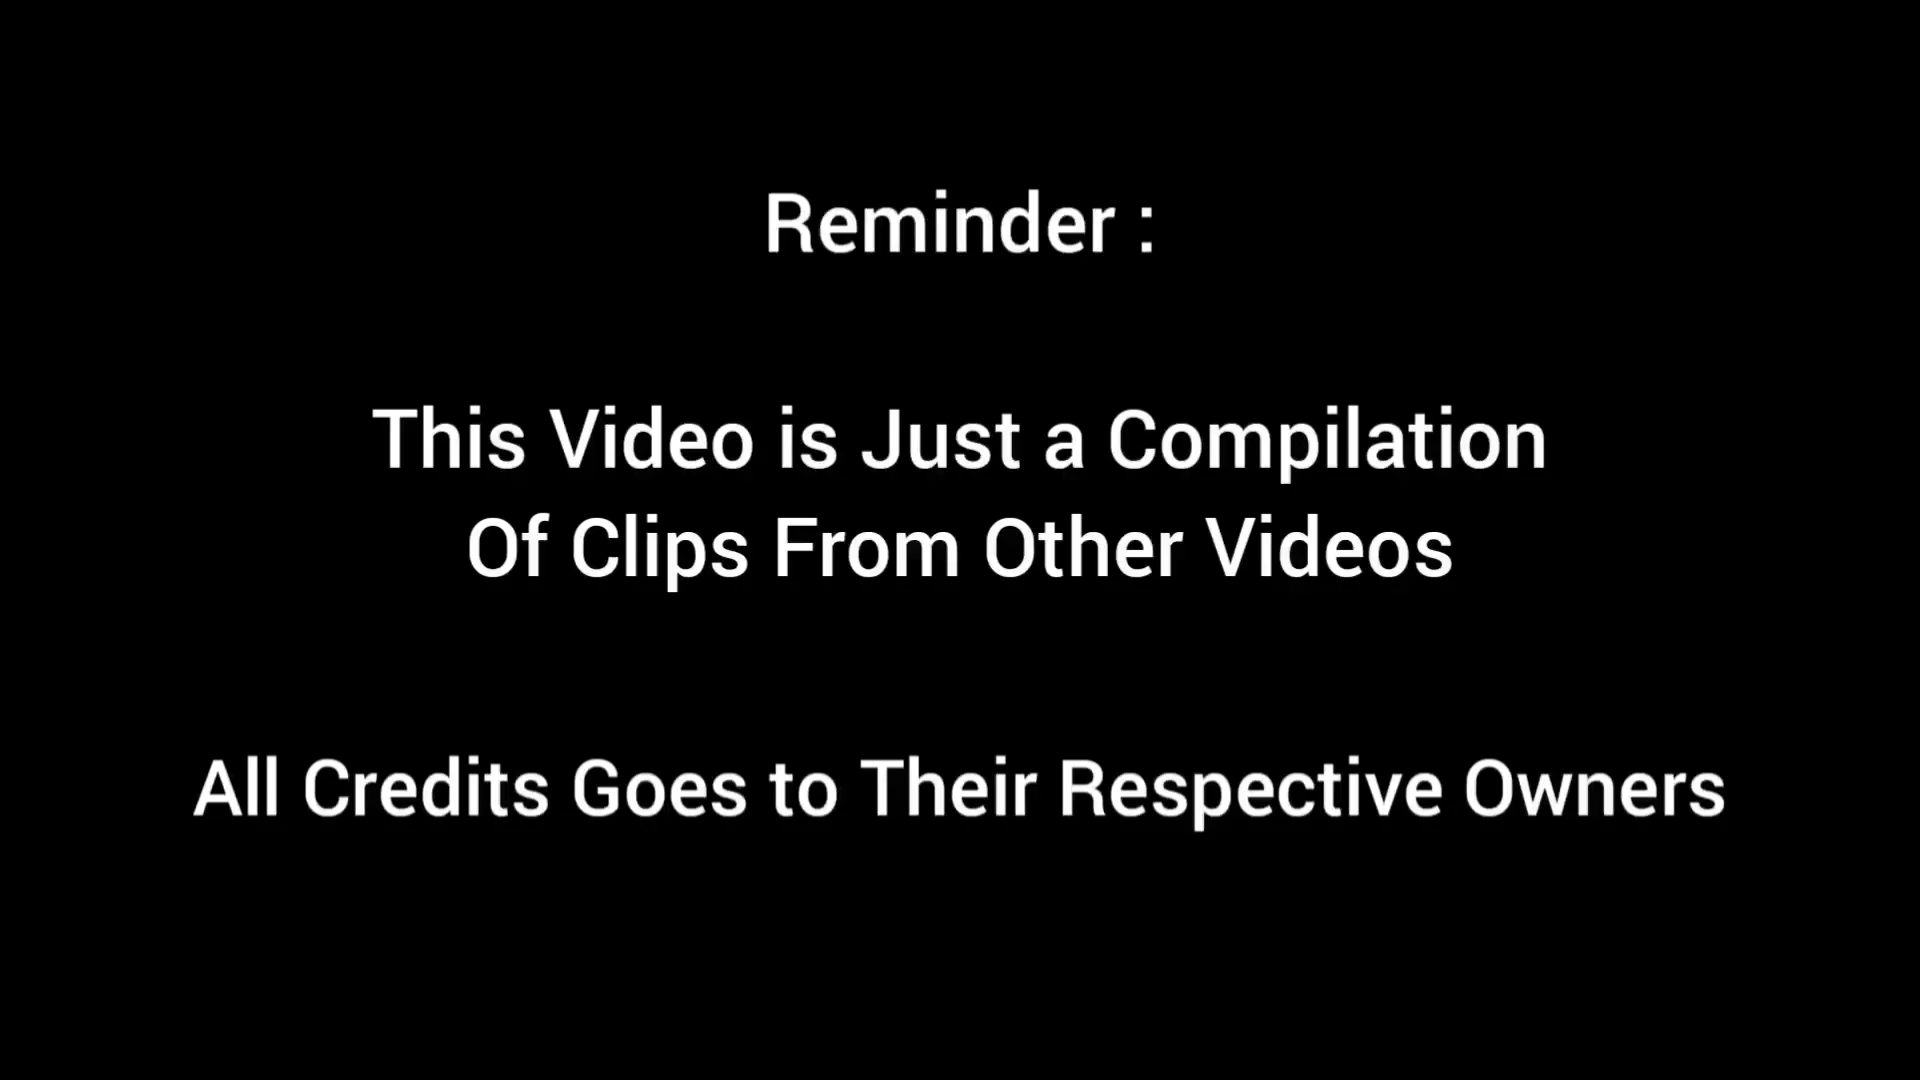 Reminder :
This Video is Just a Compilation
Of Clips From Other Videos
All Credits Goes to Their Respective Owners